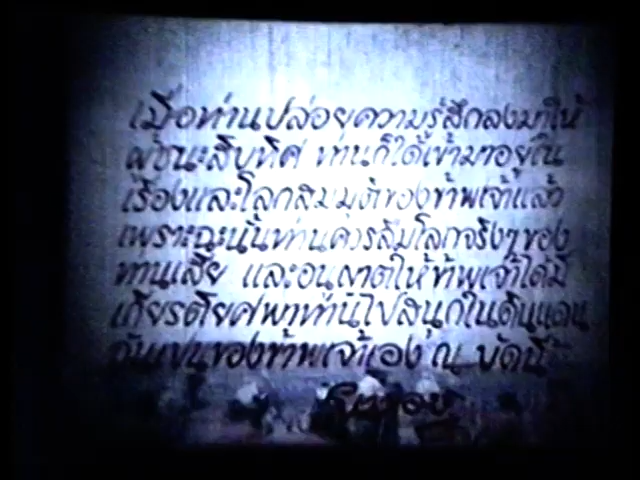 เมื่อท่านปล่อยความรู้สึกลงมาให้
ผู้ชนะสิบทิศ ท่านก็ได้เข้ามาอยู่ใน
เรื่องและโลกสมมุติของข้าพเจ้าแล้ว
เพราะฉะนั้นท่านควรลืมโลกจริงๆของ
ท่านเสีย และอนุญาตให้ข้าพเจ้าได้มี
เกียรติยศพาท่านไปสนุกในดินแดน
อันเป็นของข้าพเจ้าเอง ณ บัดนี้